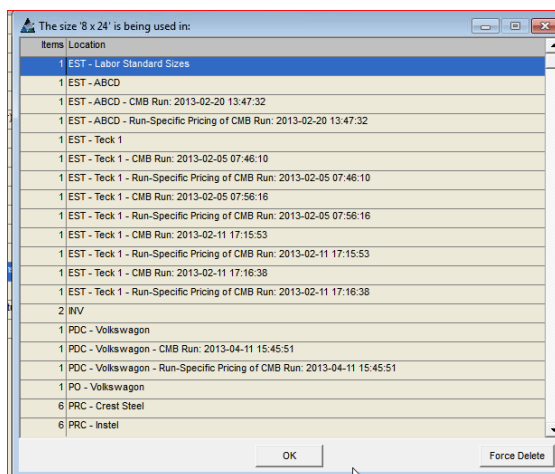 The size '8 x 24' is being used in:
Items Location
1 EST - Labor Standard Sizes
1 EST - ABCD
1 EST - ABCD - CMB Run: 2013-02-20 13:47:32
1 EST - ABCD - Run-Specific Pricing of CMB Run: 2013-02-20 13:47:32
1 EST - Teck 1
1 EST - Teck 1 - CMB Run: 2013-02-05 07:46:10
1 EST - Teck 1 - Run-Specific Pricing of CMB Run: 2013-02-05 07:46:10
1 EST - Teck 1 - CMB Run: 2013-02-05 07:56:16
1 EST - Teck 1 - Run-Specific Pricing of CMB Run: 2013-02-05 07:56:16
1 EST - Teck 1 - CMB Run: 2013-02-11 17:15:53
1 EST - Teck 1 - Run-Specific Pricing of CMB Run: 2013-02-11 17:15:53
1 EST - Teck 1 - CMB Run: 2013-02-11 17:16:38
1 EST - Teck 1 - Run-Specific Pricing of CMB Run: 2013-02-11 17:16:38
2 INV
1 PDC - Volkswagon
1 PDC - Volkswagon - CMB Run: 2013-04-11 15:45:51
1 PDC - Volkswagon - Run-Specific Pricing of CMB Run: 2013-04-11 15:45:51
1 PO - Volkswagon
6 PRC - Crest Steel
6 PRC - Instel
OK Force Delete